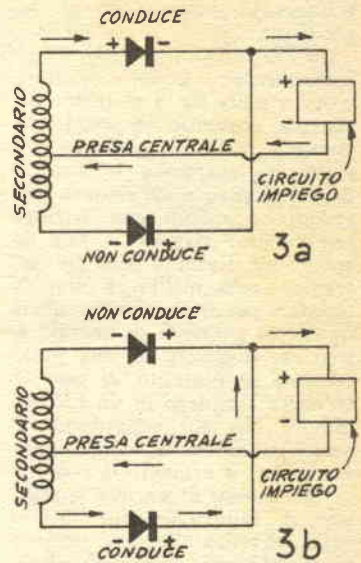 CONDUCE
+ -
+
-
SECONDARIO
PRESA CENTRALE
CIRCUITO
IMPIEGO
- +
NON CONDUCE
3a
NON CONDUCE
- +
+
-
SECONDARIO
PRESA CENTRALE
CIRCUITO
IMPIEGO
- +
CONDUCE
3b